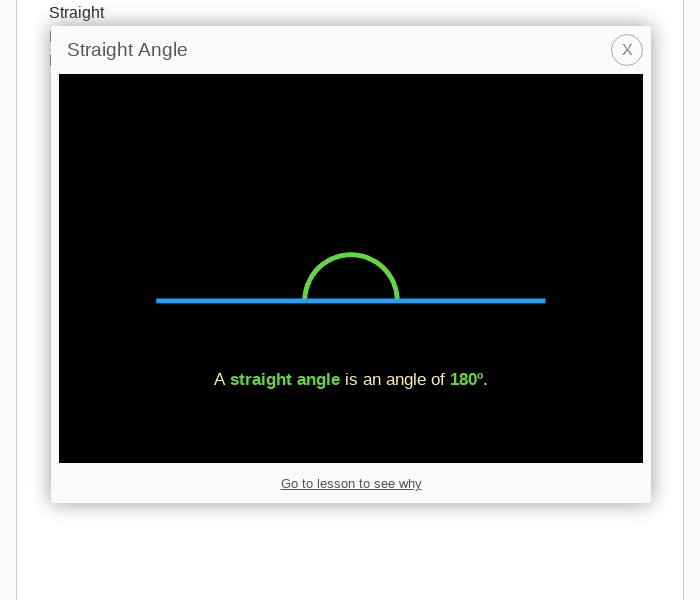 Straight
Straight Angle
X
A straight angle is an angle of 180º.
Go to lesson to see why